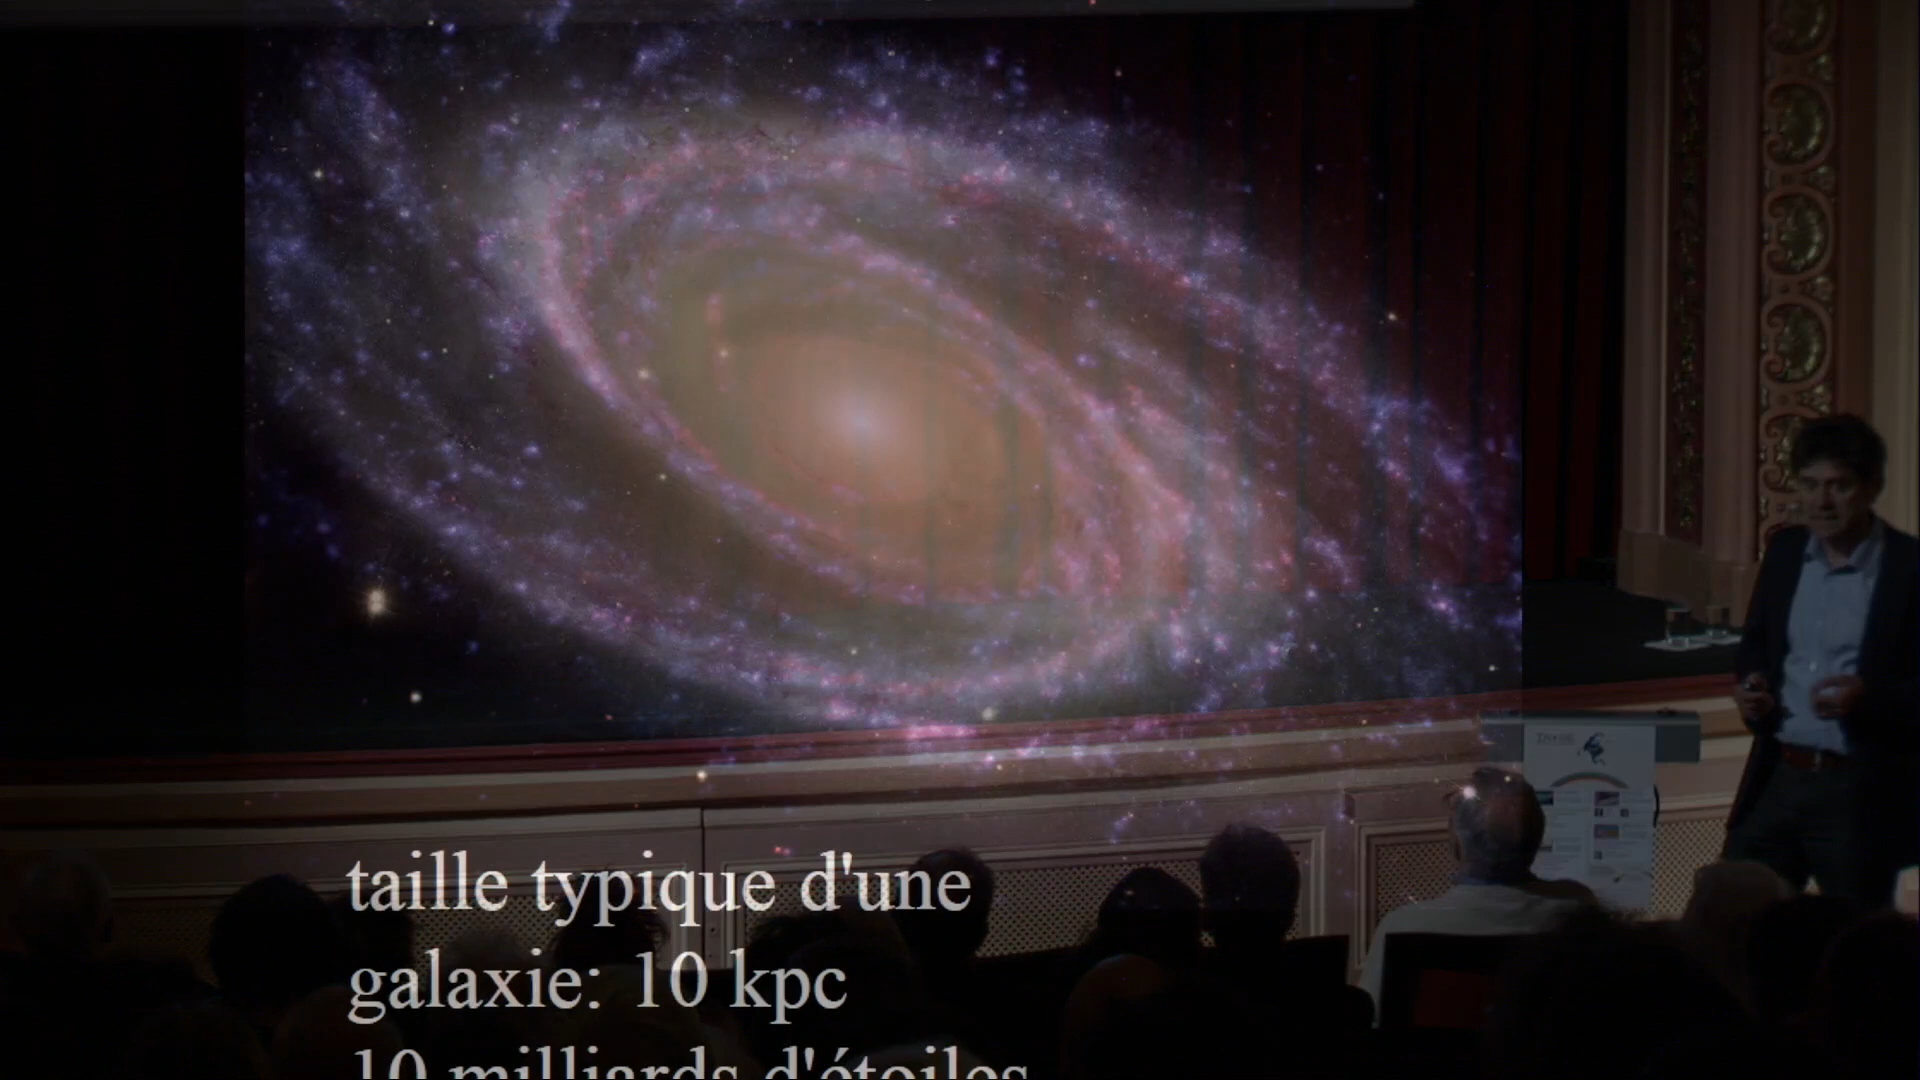 taille typique d'une
galaxie: 10 kpc
10 milliards d'étoiles